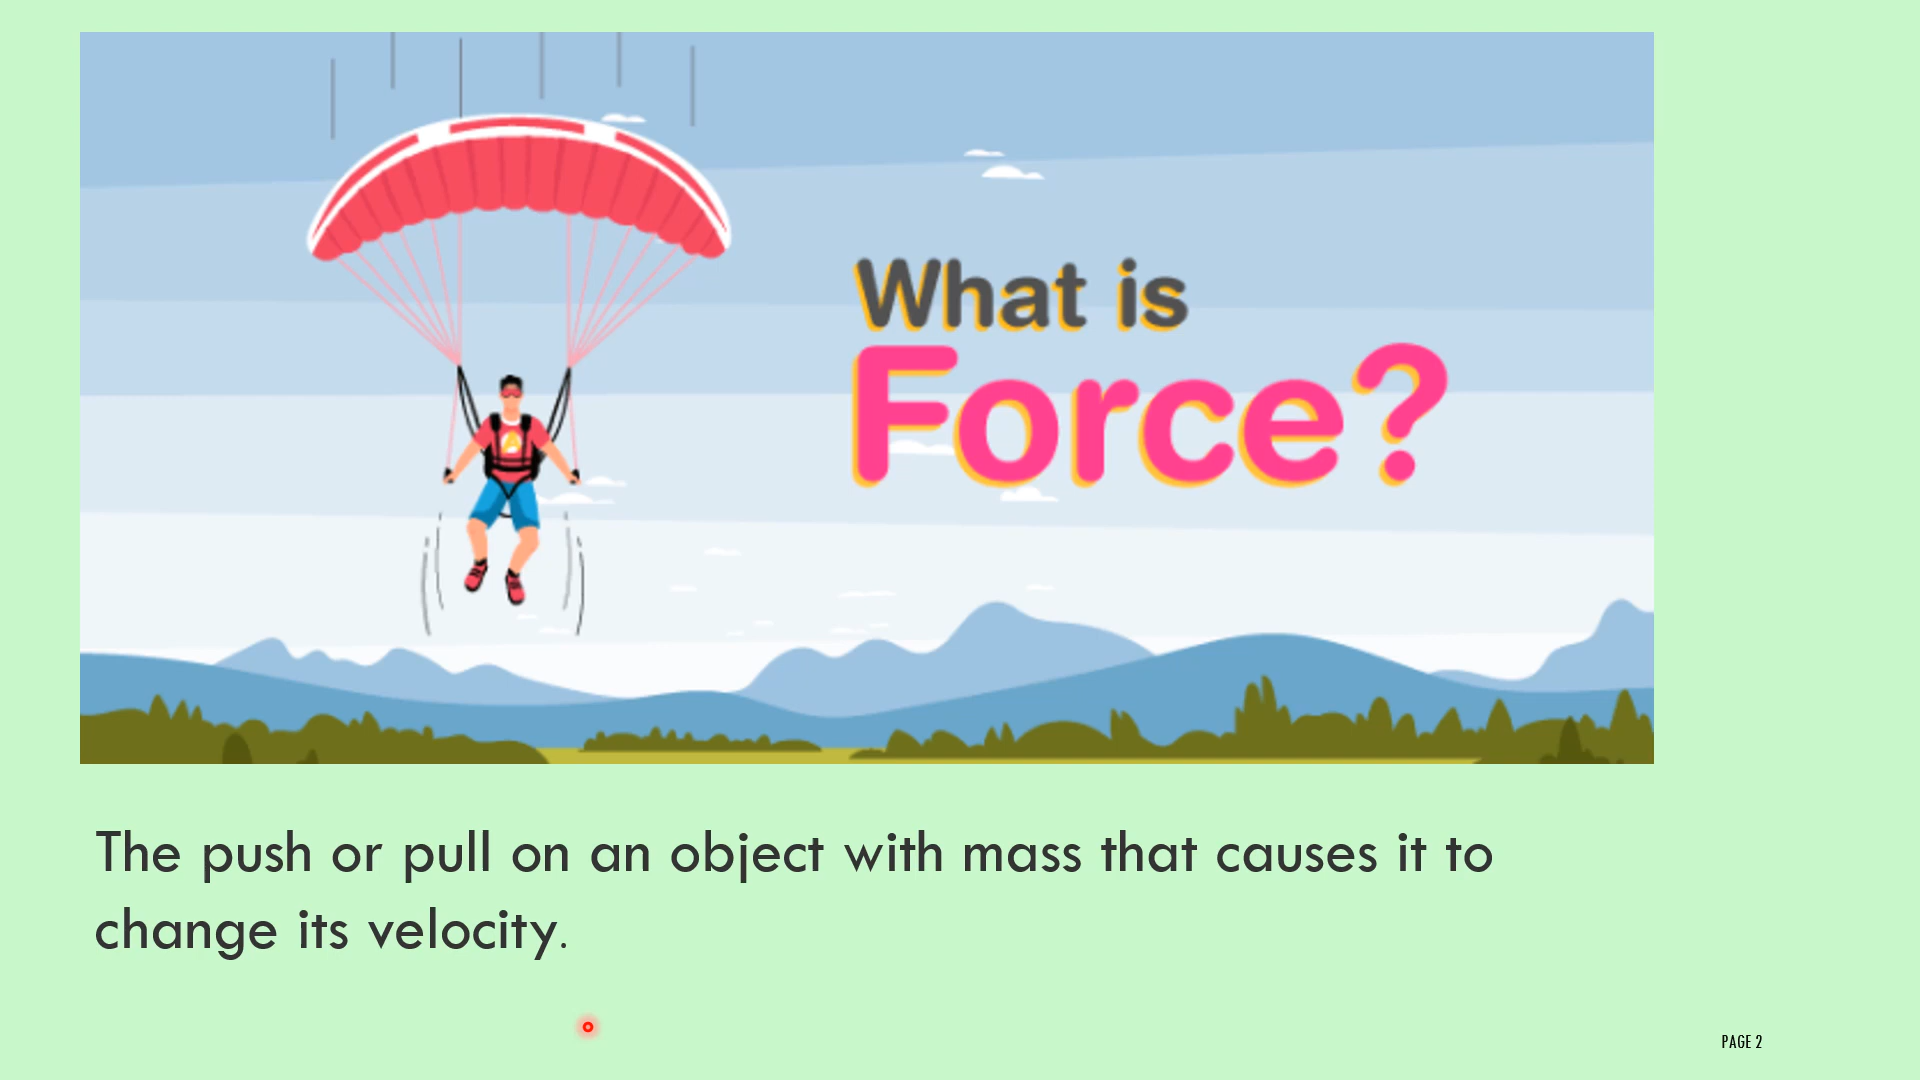 What is
Force?
The push or pull on an object with mass that causes it to
change its velocity.
PAGE 2